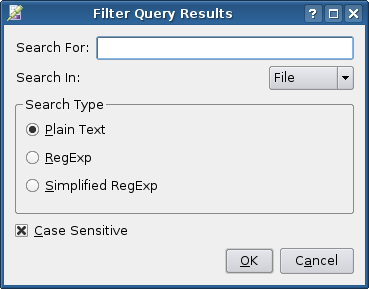 Filter Query Results
Search For:
Search In: File
Search Type
Plain Text
RegExp
Simplified RegExp
Case Sensitive
OK Cancel